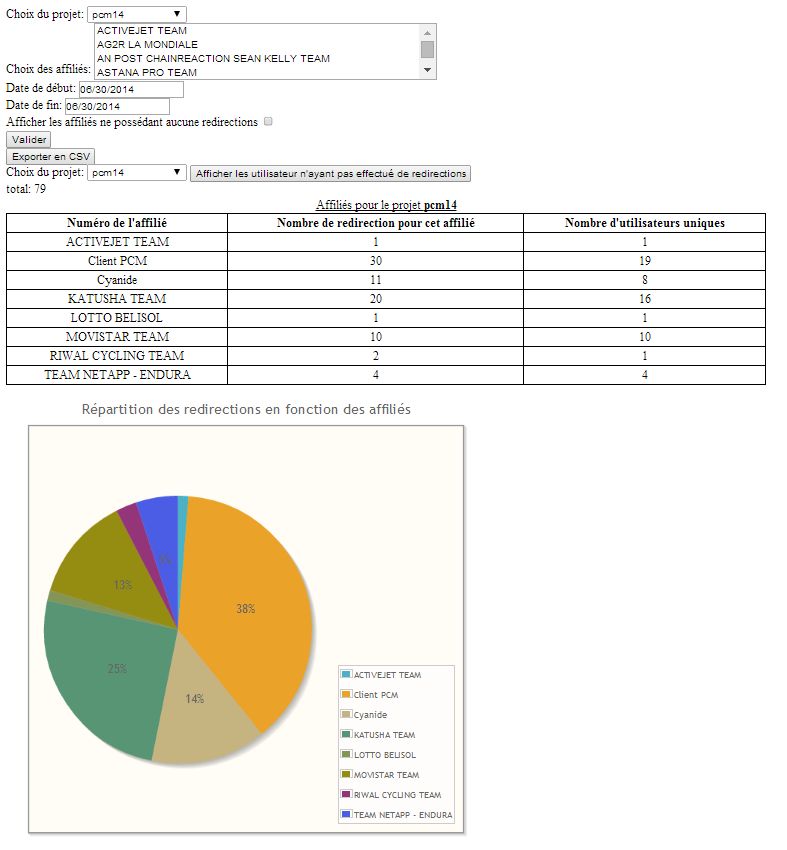 Choix du projet: pcm14
ACTIVEJET TEAM
AG2R LA MONDIALE
AN POST CHAINREACTION SEAN KELLY TEAM
Choix des affiliés: ASTANA PRO TEAM
Date de début: 06/30/2014
Date de fin: 06/30/2014
Afficher les affiliés ne possédant aucune redirections
Valider
Exporter en CSV
Choix du projet: pcm14 Afficher les utilisateur n'ayant pas effectué de redirections
total: 79
Affiliés pour le projet pcm14
Numéro de l'affilié Nombre de redirection pour cet affilié Nombre d'utilisateurs uniques
ACTIVEJET TEAM 1 1
Client PCM 30 19
Cyanide 11 8
KATUSHA TEAM 20 16
LOTTO BELISOL 1 1
MOVISTAR TEAM 10 10
RIWAL CYCLING TEAM 2 1
TEAM NETAPP - ENDURA 4 4
Répartition des redirections en fonction des affiliés
13%
38%
25%
14%
ACTIVEJET TEAM
Client PCM
Cyanide
KATUSHA TEAM
LOTTO BELISOL
MOVISTAR TEAM
RIWAL CYCLING TEAM
TEAM NETAPP - ENDURA